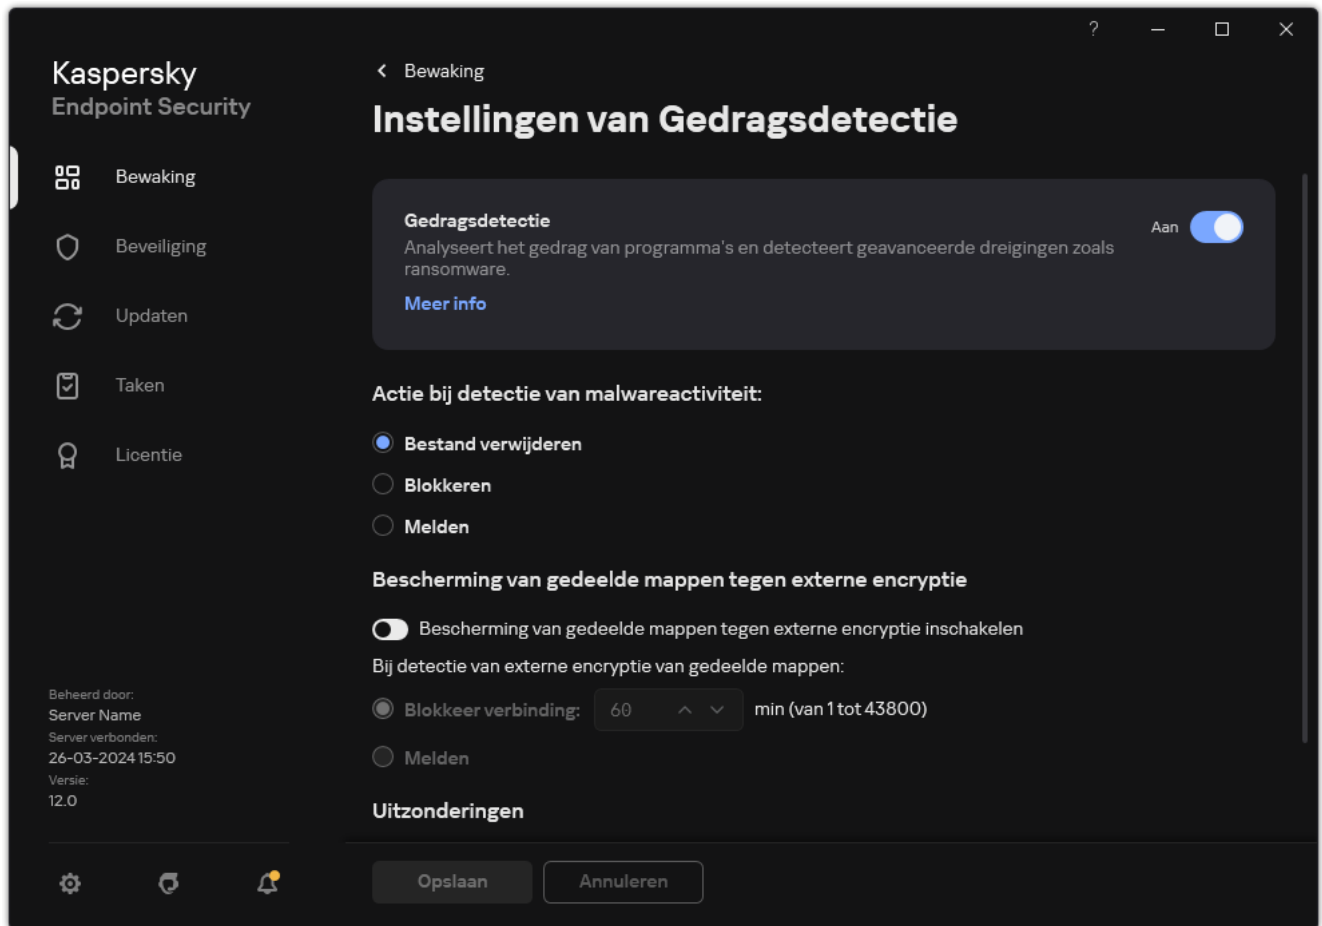 ?
Kaspersky
Endpoint Security
Bewaking
Beveiliging
Updaten
Taken
Licentie
Beheerd door:
Server Name
Server verbonden:
26-03-2024 15:50
Versie:
12.0
Bewaking
Instellingen van Gedragsdetectie
Gedragsdetectie
Aan
Analyseert het gedrag van programma's en detecteert geavanceerde dreigingen zoals
ransomware.
Meer info
Actie bij detectie van malwareactiviteit:
Bestand verwijderen
Blokkeren
Melden
Bescherming van gedeelde mappen tegen externe encryptie
Bescherming van gedeelde mappen tegen externe encryptie inschakelen
Bij detectie van externe encryptie van gedeelde mappen:
Blokkeer verbinding: 60 min (van 1 tot 43800)
Melden
Uitzonderingen
Opslaan Annuleren